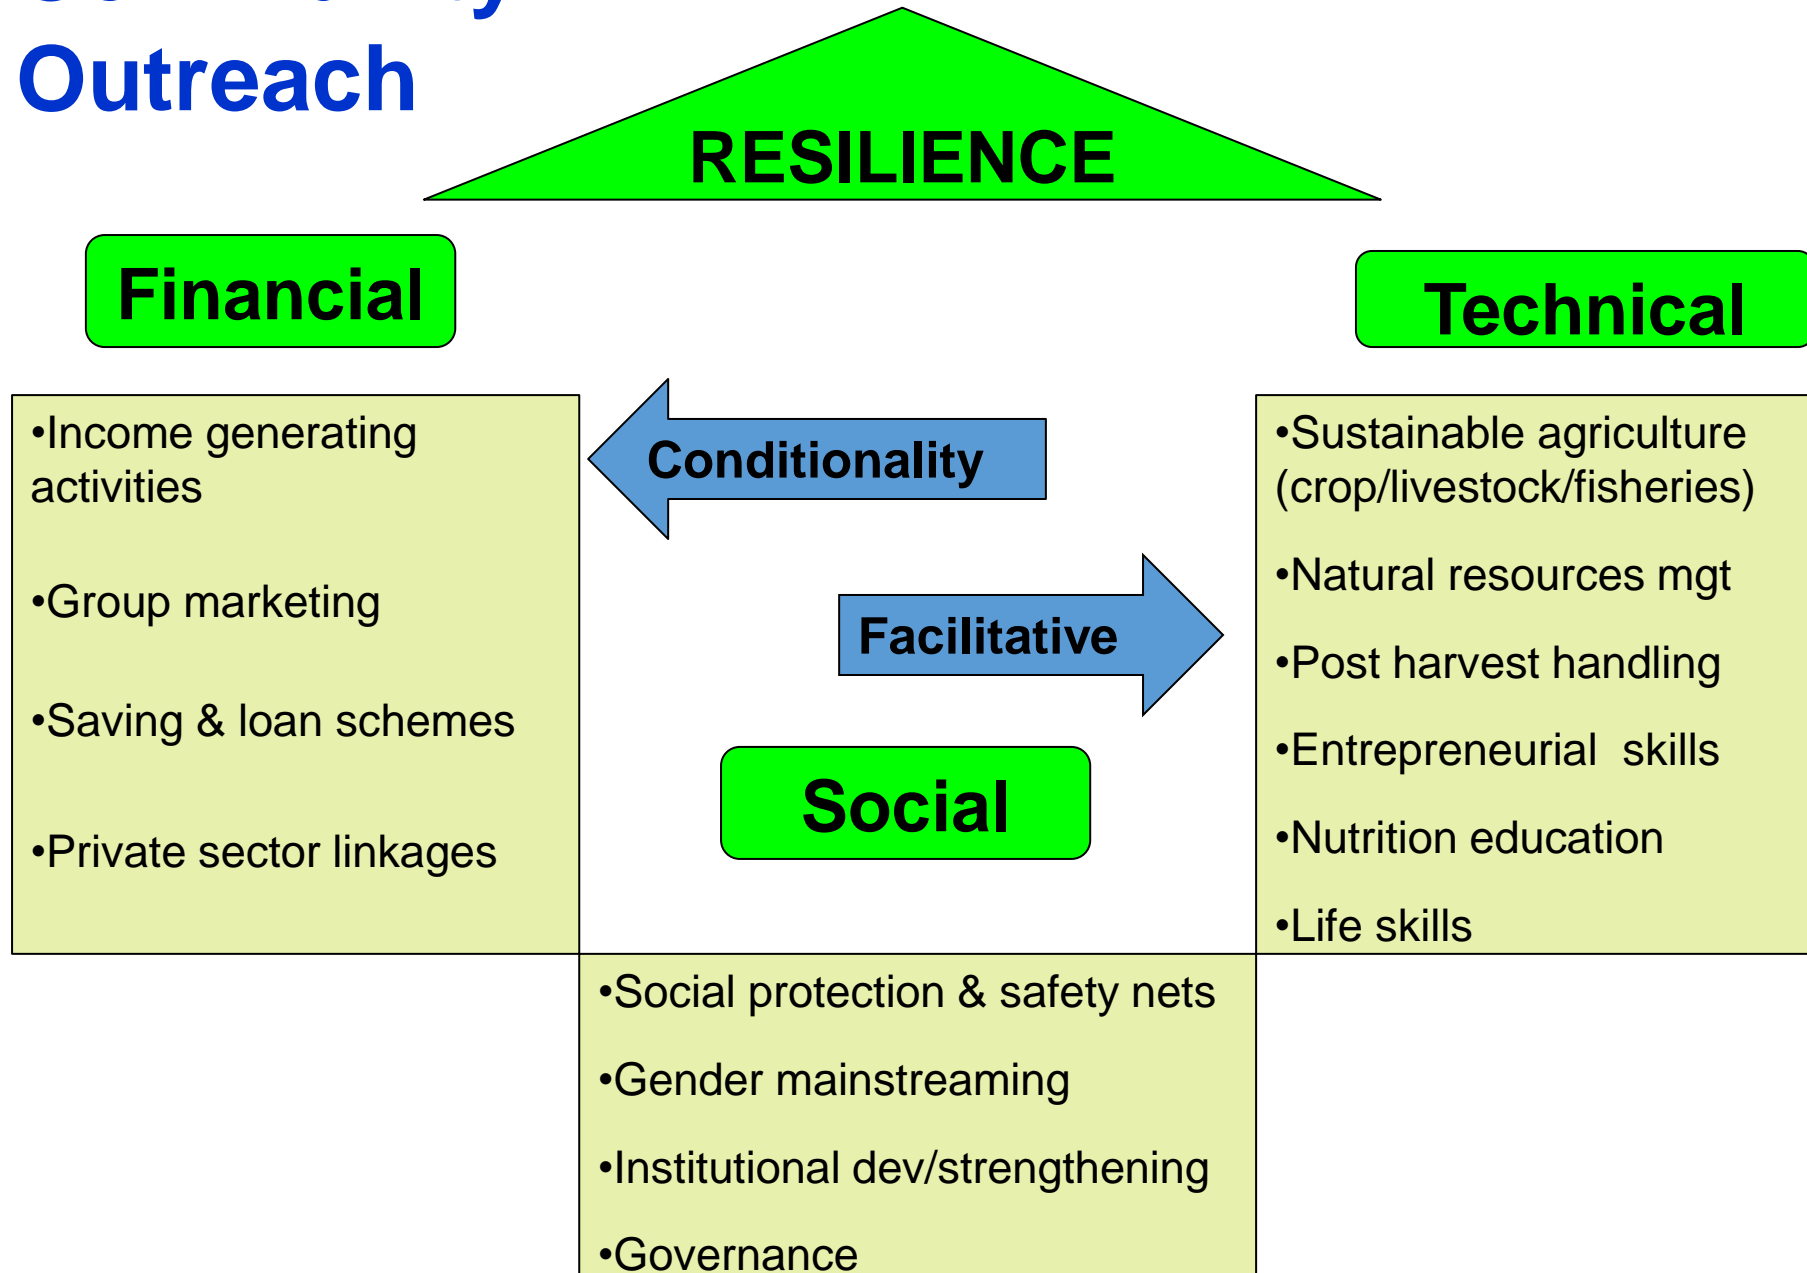 Outreach
RESILIENCE
Financial
Technical
•Income generating
activities
•Group marketing
•Saving & loan schemes
•Private sector linkages
Conditionality
Facilitative
Social
•Sustainable agriculture
(crop/livestock/fisheries)
•Natural resources mgt
•Post harvest handling
•Entrepreneurial  skills
•Nutrition education
•Life skills
•Social protection & safety nets
•Gender mainstreaming
•Institutional dev/strengthening
•Governance